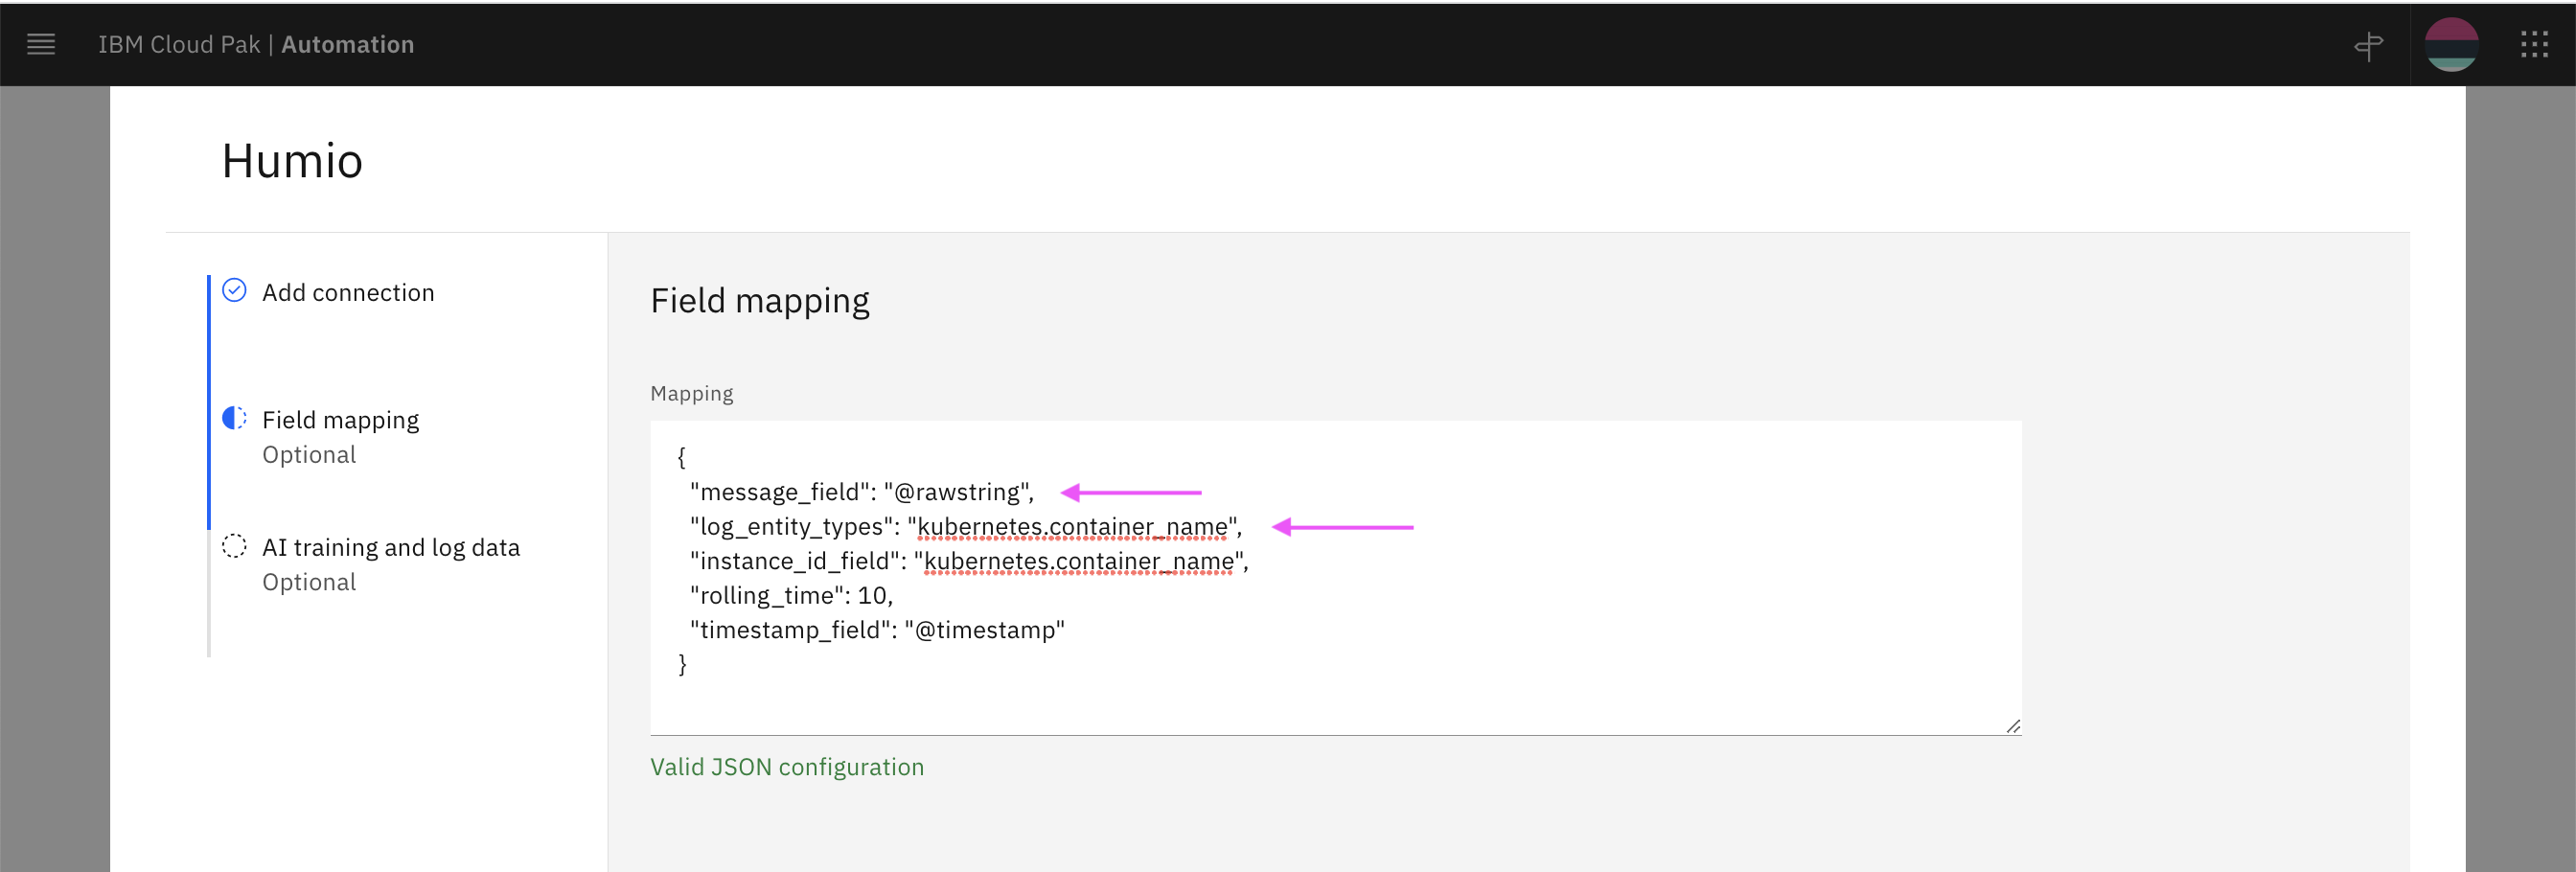 IBM Cloud Pak | Automation
Humio
Add connection
Field mapping
Optional
AI training and log data
Optional
Field mapping
Mapping
{
"message_field": "@rawstring",
"log_entity_types": "kubernetes.container_name",
"instance_id_field": "kubernetes.container_name",
"rolling_time": 10,
"timestamp_field": "@timestamp"
}
Valid JSON configuration